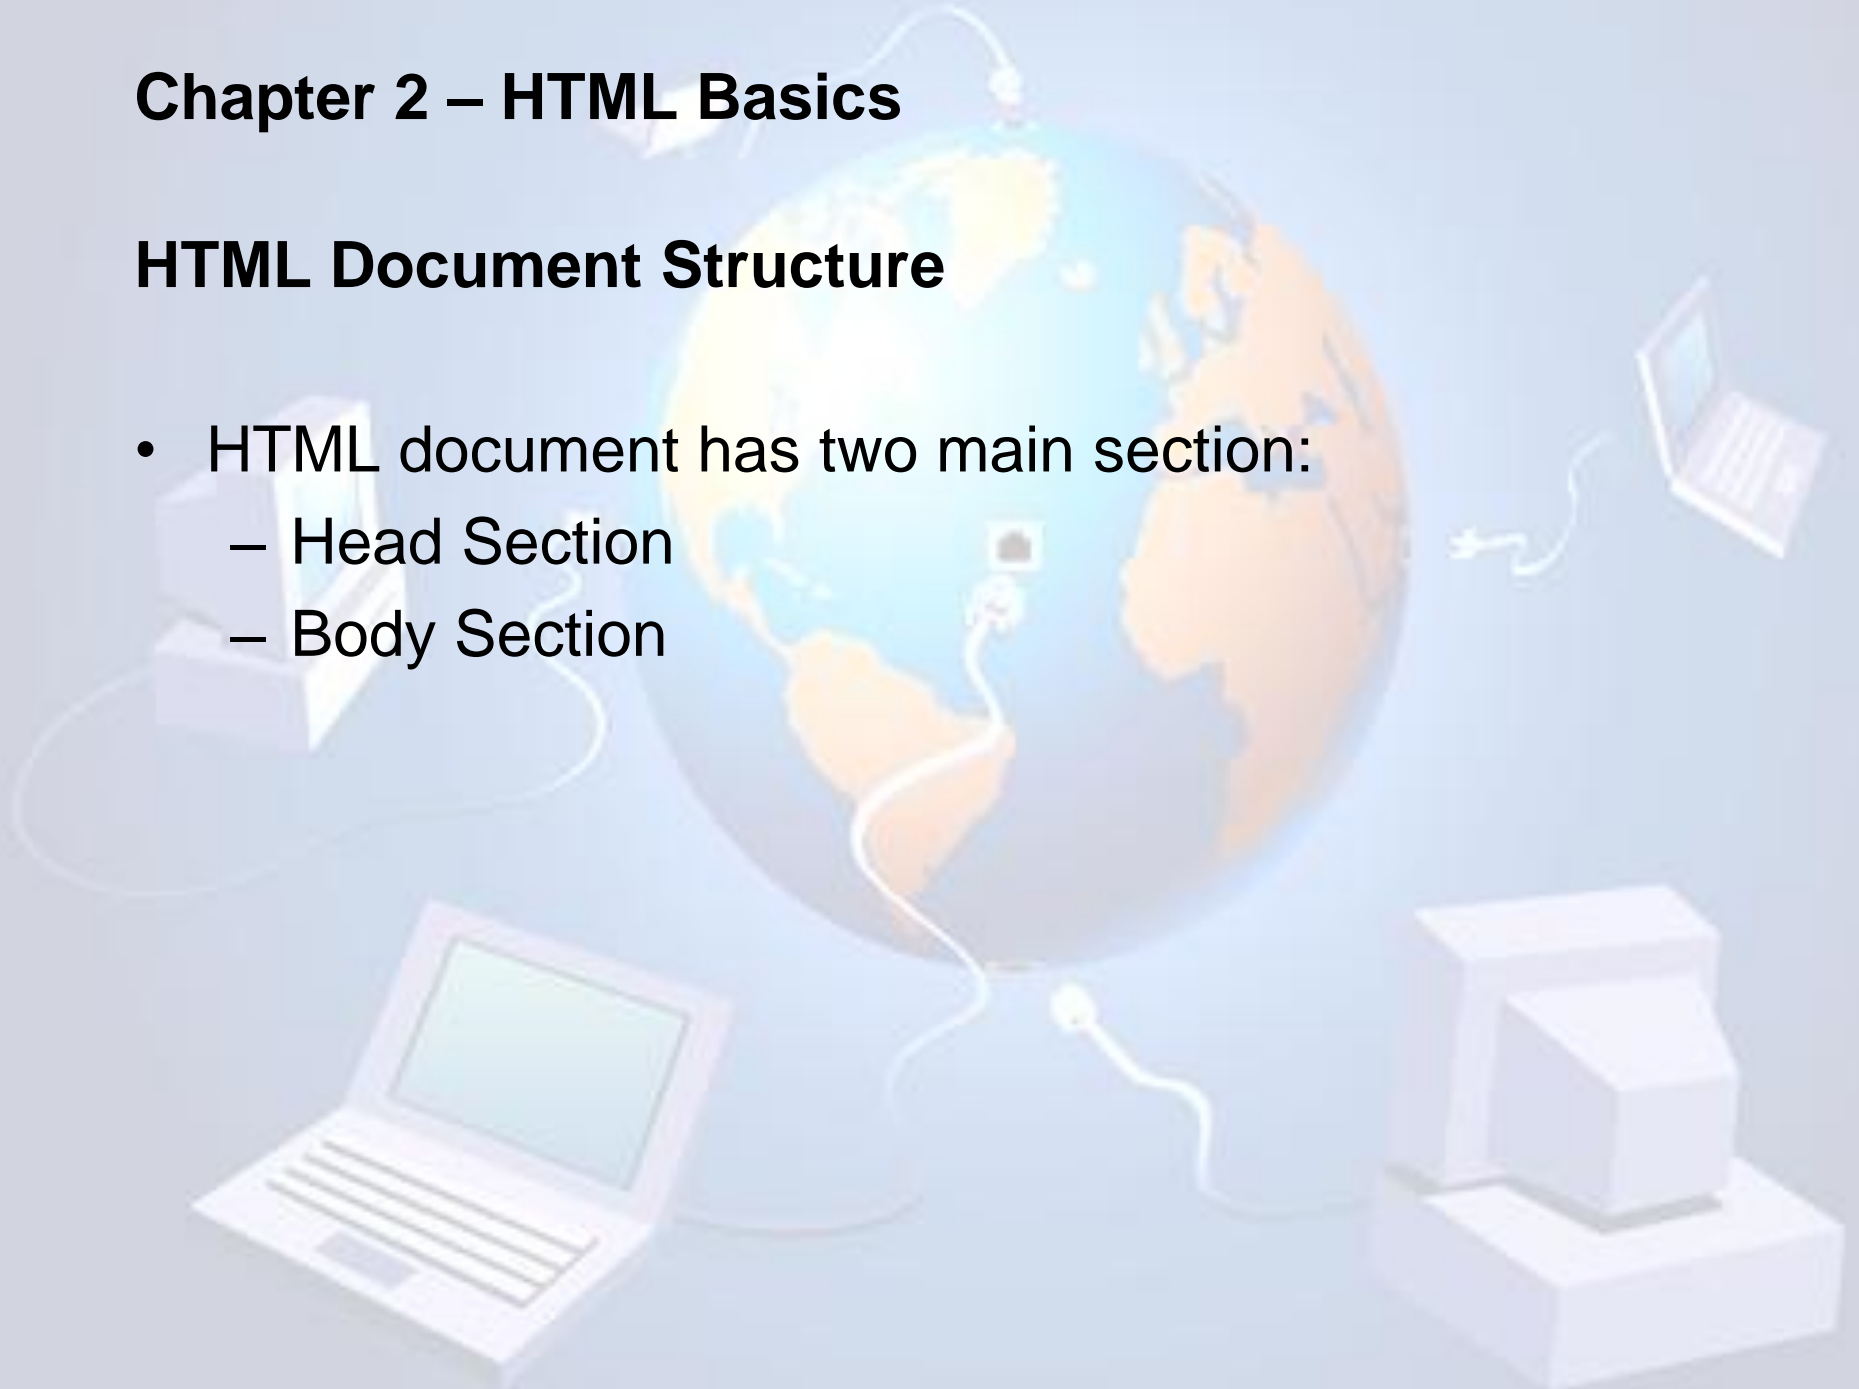 Chapter 2 – HTML Basics
HTML Document Structure
• HTML document has two main section:
– Head Section
– Body Section